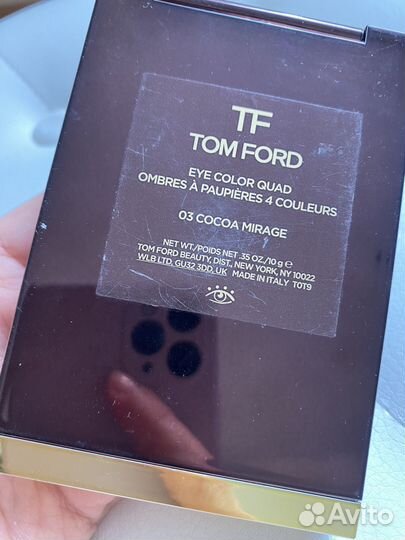 TF
TOM FORD
EYE COLOR QUAD
OMBRES À PAUPIÈRES 4 COULEURS
03 COCOA MIRAGE
NET WT./POIDS NET .35 OZ./10 g ℮
TOM FORD BEAUTY, DIST., NEW YORK, NY 10022
WLB LTD, GU32 3DD, UK MADE IN ITALY T0T9
Avito